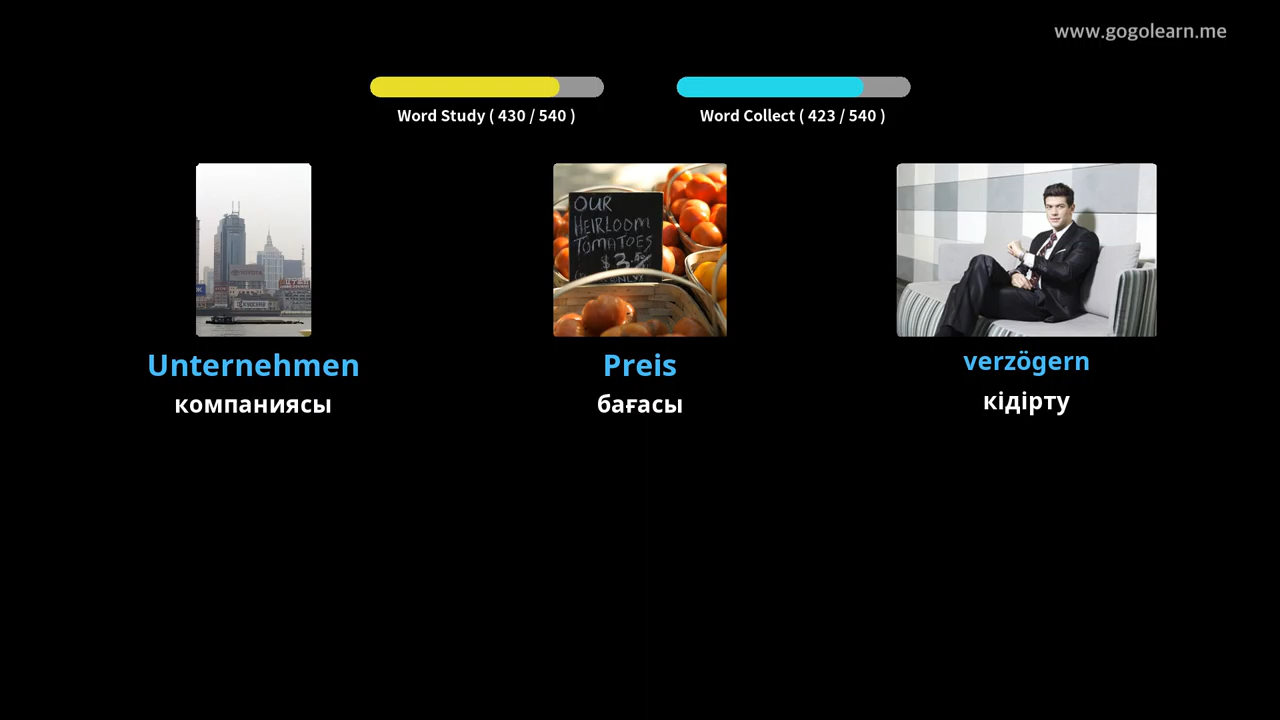 www.gogolearn.me
Word Study ( 430 / 540 )
Word Collect ( 423 / 540 )
OUR
HEIRLOOM
TOMATOES
TOYOTA
Unternehmen
Preis
verzögern
компаниясы
бағасы
кідірту